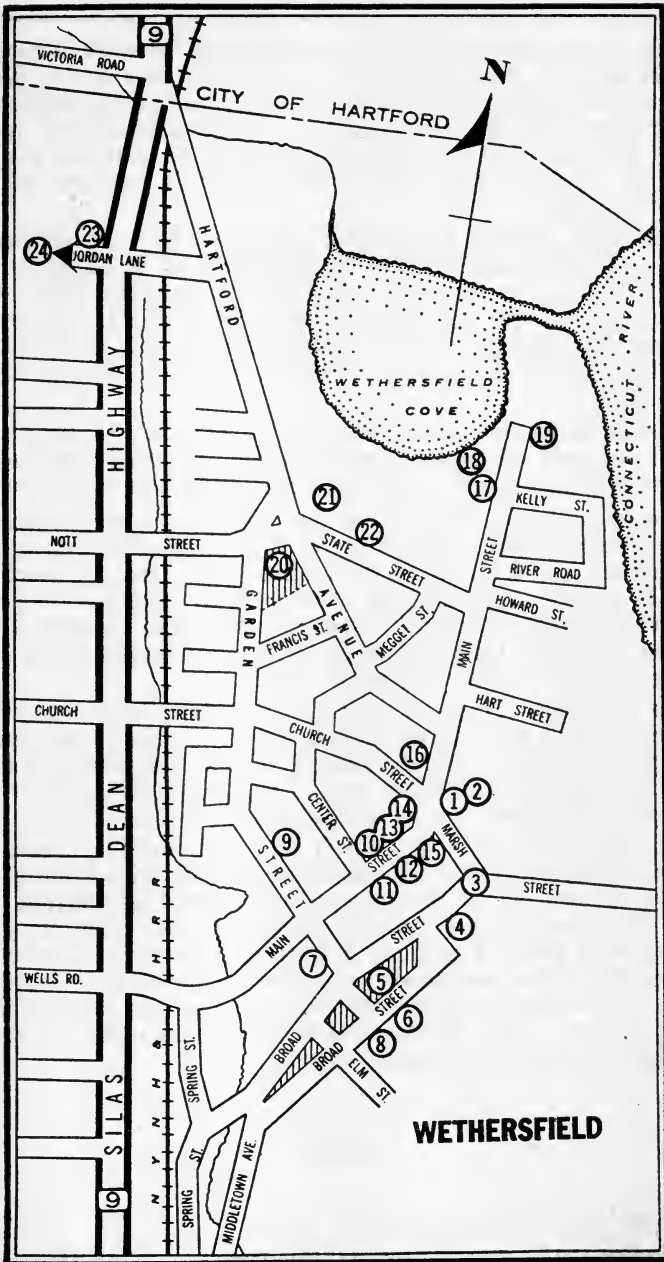 9
VICTORIA ROAD
N
CITY OF HARTFORD
HARTFORD AVENUE
23
24
JORDAN LANE
CONNECTICUT RIVER
WETHERSFIELD
COVE
19
18
17
KELLY ST.
21
22
NOTT STREET
STATE STREET
RIVER ROAD
MAIN STREET
HOWARD ST.
20
GARDEN STREET
FRANCIS ST.
MEGGET ST.
HART STREET
CHURCH STREET
CHURCH STREET
16
1
2
14
13
10
9
CENTER ST.
MARSH STREET
15
12
11
MAIN STREET
3
4
7
5
BROAD STREET
STREET
6
8
BROAD
ELM ST.
WELLS RD.
SPRING ST.
SPRING ST.
MIDDLETOWN AVE.
SILAS DEAN HIGHWAY
9
N Y N H & H R R
WETHERSFIELD